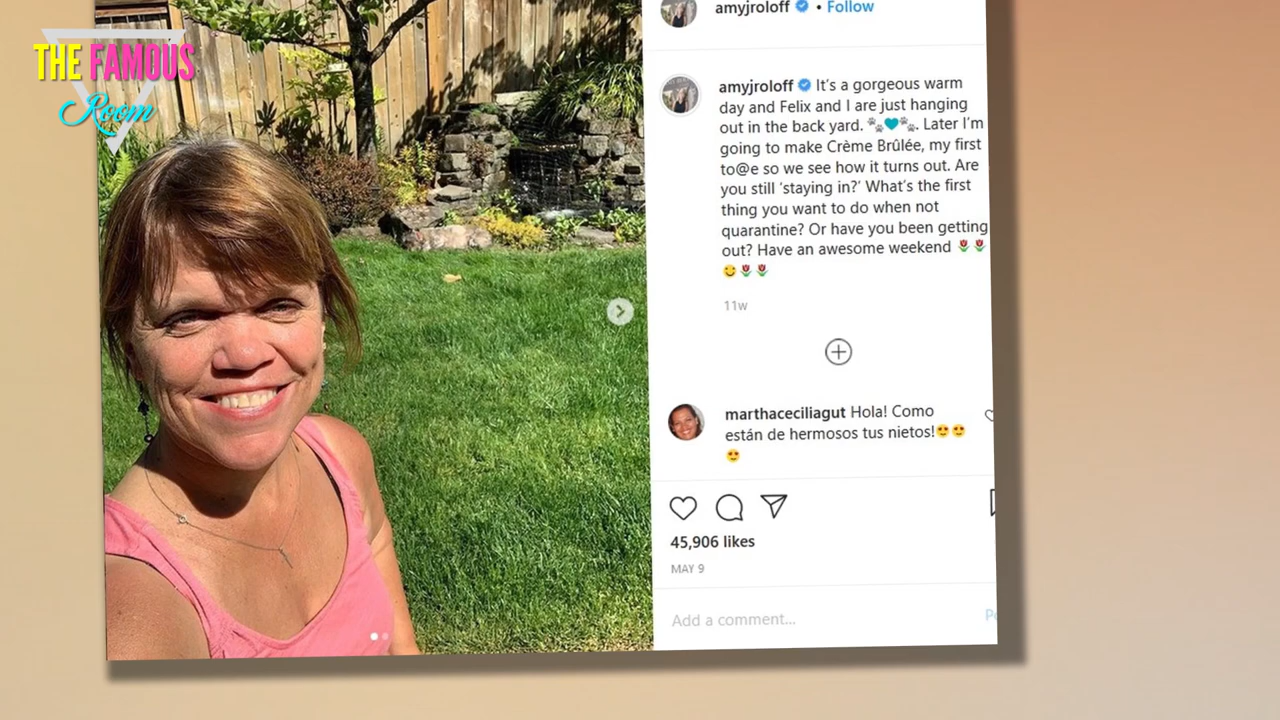 THE FAMOUS
Room
amyjroloff • Follow
amyjroloff It's a gorgeous warm
day and Felix and I are just hanging
out in the back yard. 🐾💙🐾. Later I'm
going to make Crème Brûlée, my first
to@e so we see how it turns out. Are
you still 'staying in?' What's the first
thing you want to do when not
quarantine? Or have you been getting
out? Have an awesome weekend 🌷🌷
😃🌷🌷
11w
marthaceciliagut Hola! Como
están de hermosos tus nietos!😍😍
😍
45,906 likes
MAY 9
Add a comment...